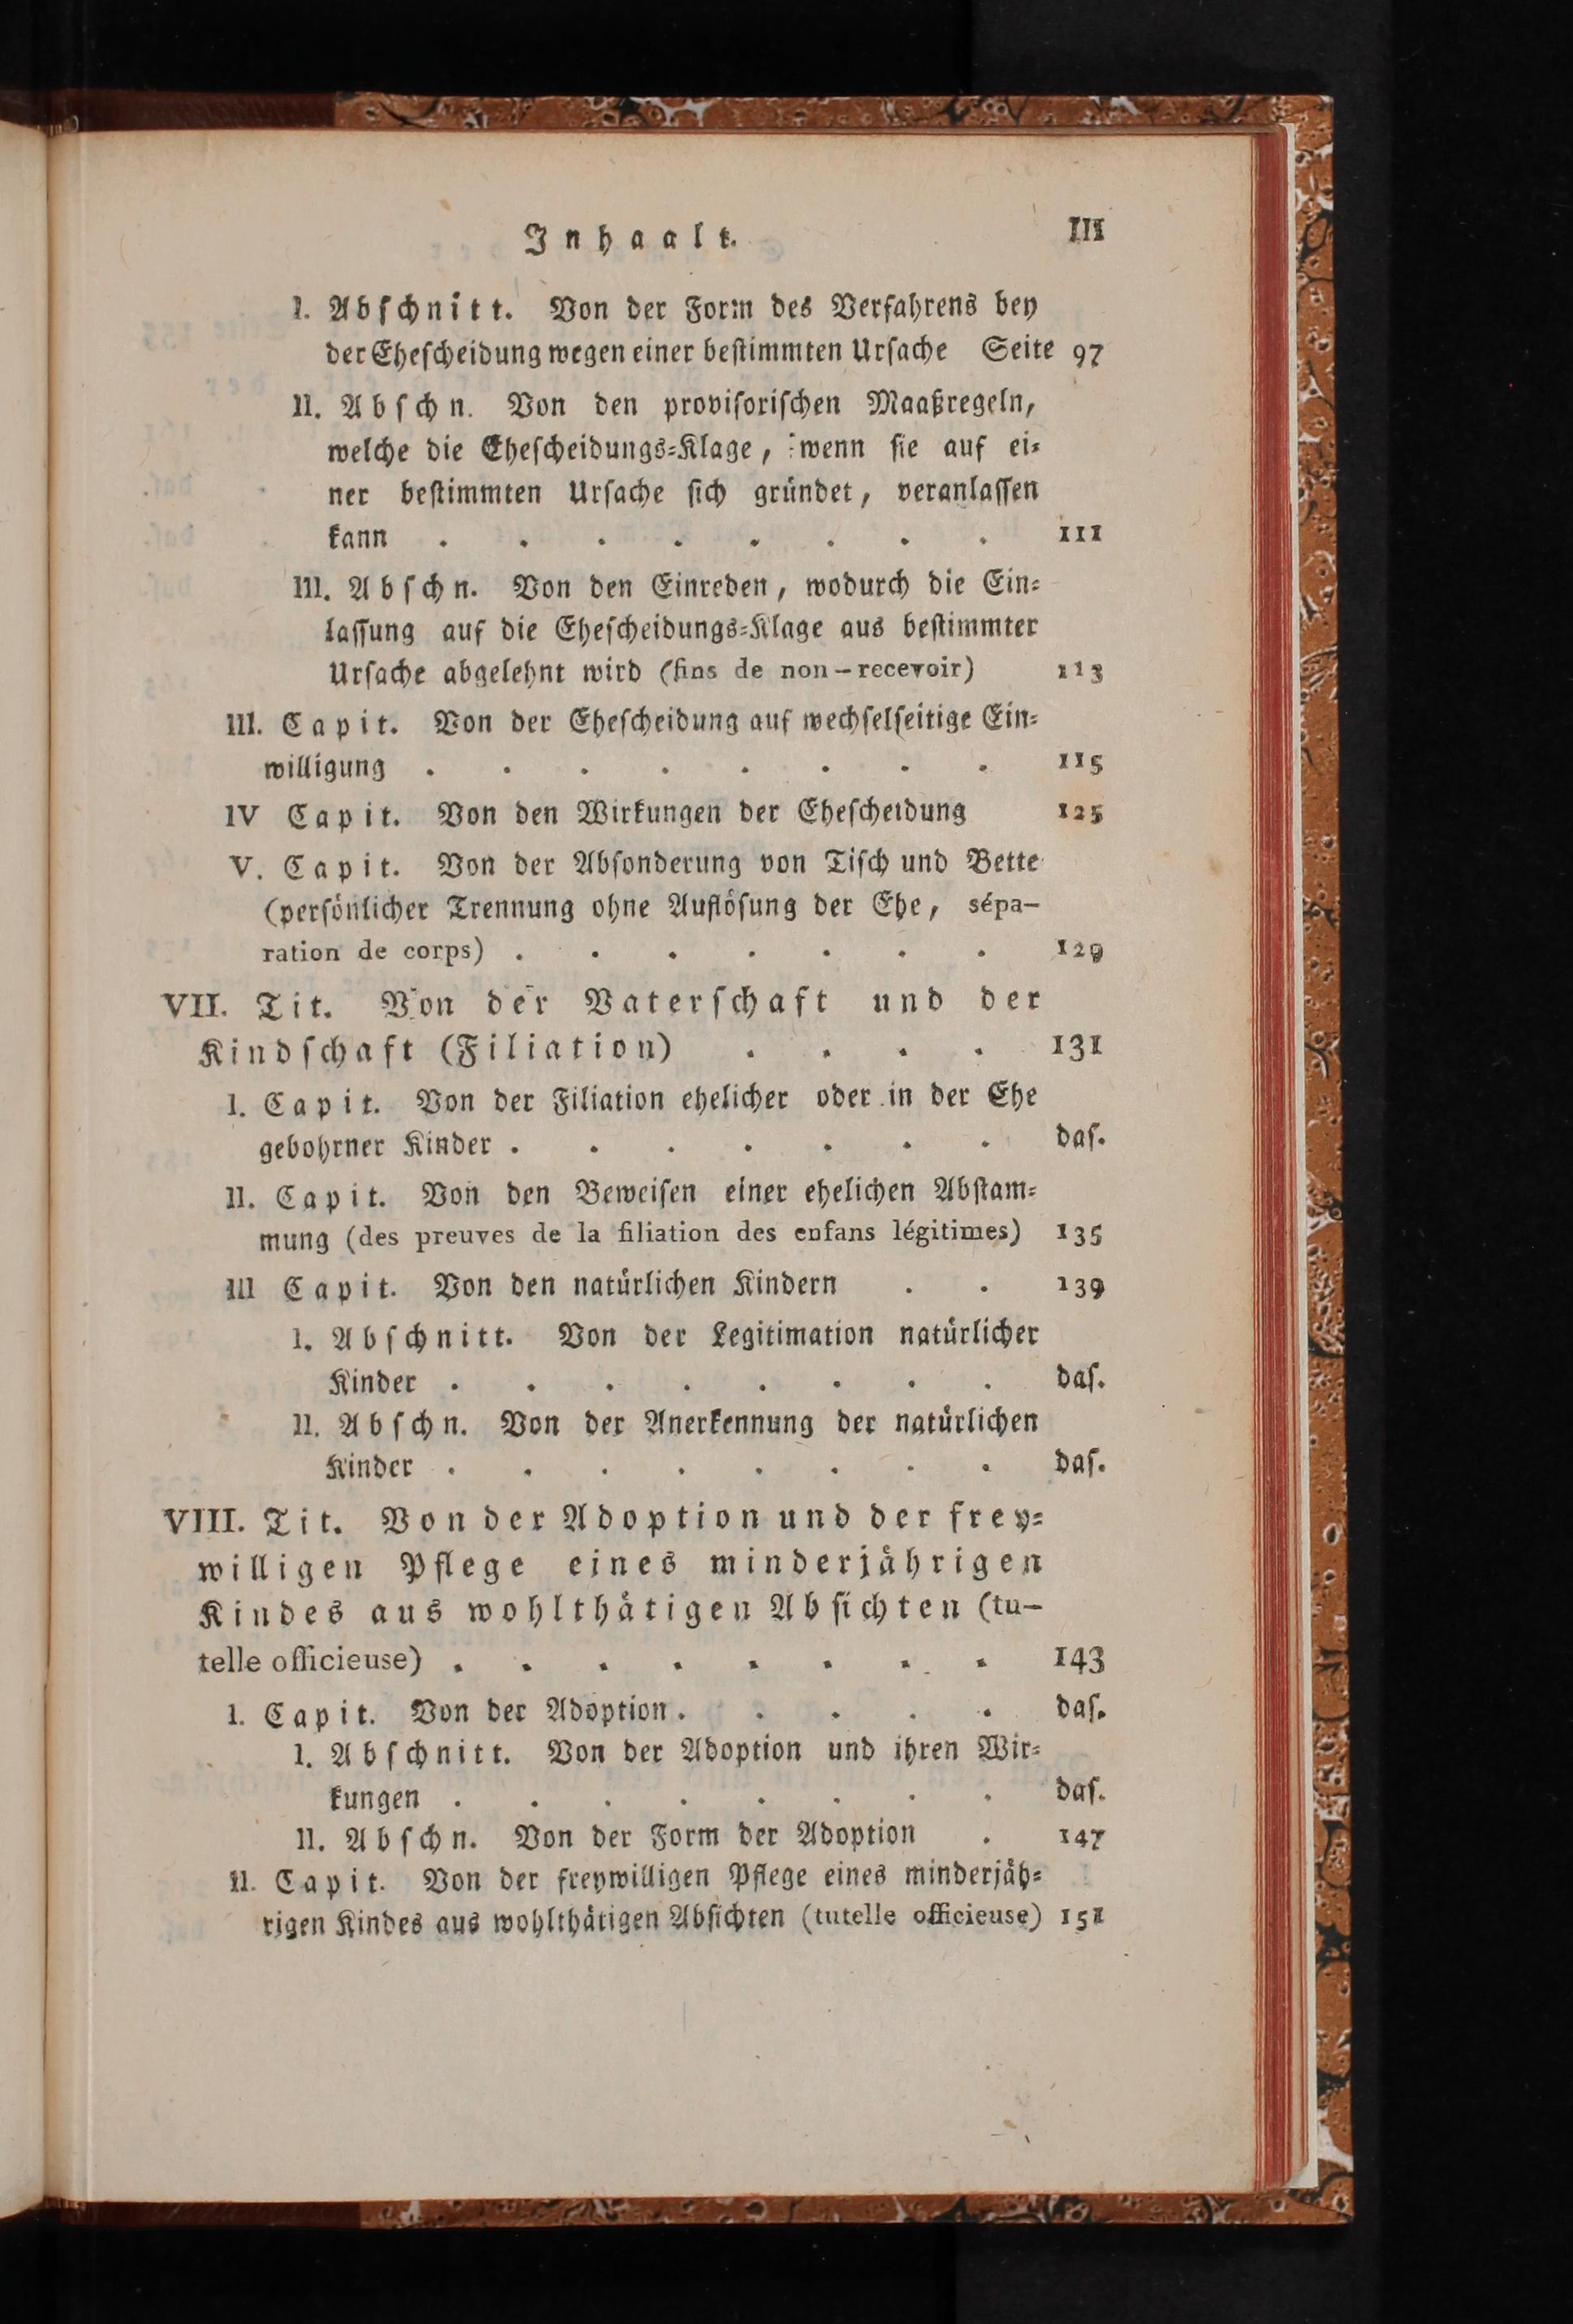 Inhaalt.
III
I. Abſchnitt. Von der Form des Verfahrens bey
der Eheſcheidung wegen einer beſtimmten Urſache Seite 97
II. Abſchn. Von den proviſoriſchen Maaßregeln,
welche die Eheſcheidungs-Klage, wenn ſie auf ei-
ner beſtimmten Urſache ſich gründet, veranlaſſen
kann . . . . . . . . 111
III. Abſchn. Von den Einreden, wodurch die Ein-
laſſung auf die Eheſcheidungs-Klage aus beſtimmter
Urſache abgelehnt wird (fins de non-recevoir) 113
III. Capit. Von der Eheſcheidung auf wechſelſeitige Ein-
willigung . . . . . . . . 115
IV Capit. Von den Wirkungen der Eheſcheidung 125
V. Capit. Von der Abſonderung von Tiſch und Bette
(perſönlicher Trennung ohne Auflöſung der Ehe, sépa-
ration de corps) . . . . . . . 129
VII. Tit. Von der Vaterſchaft und der
Kindſchaft (Filiation) . . . . 131
I. Capit. Von der Filiation ehelicher oder in der Ehe
gebohrner Kinder . . . . . . . daſ.
II. Capit. Von den Beweiſen einer ehelichen Abſtam-
mung (des preuves de la filiation des enfans légitimes) 135
III Capit. Von den natürlichen Kindern . . 139
I. Abſchnitt. Von der Legitimation natürlicher
Kinder . . . . . . . . daſ.
II. Abſchn. Von der Anerkennung der natürlichen
Kinder . . . . . . . . daſ.
VIII. Tit. Von der Adoption und der frey-
willigen Pflege eines minderjährigen
Kindes aus wohlthätigen Abſichten (tu-
telle officieuse) . . . . . . . . 143
I. Capit. Von der Adoption . . . . . daſ.
I. Abſchnitt. Von der Adoption und ihren Wir-
kungen . . . . . . . . daſ.
II. Abſchn. Von der Form der Adoption . 147
II. Capit. Von der freywilligen Pflege eines minderjäh-
rigen Kindes aus wohlthätigen Abſichten (tutelle officieuse) 151